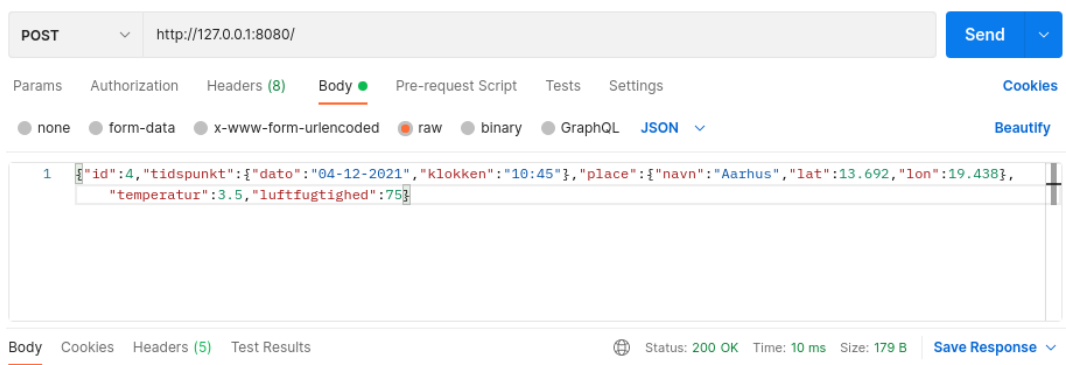 POST http://127.0.0.1:8080/ Send
Params Authorization Headers (8) Body Pre-request Script Tests Settings Cookies
none form-data x-www-form-urlencoded raw binary GraphQL JSON Beautify
1 {"id":4,"tidspunkt":{"dato":"04-12-2021","klokken":"10:45"},"place":{"navn":"Aarhus","lat":13.692,"lon":19.438},
"temperatur":3.5,"luftfugtighed":75}
Body Cookies Headers (5) Test Results Status: 200 OK Time: 10 ms Size: 179 B Save Response